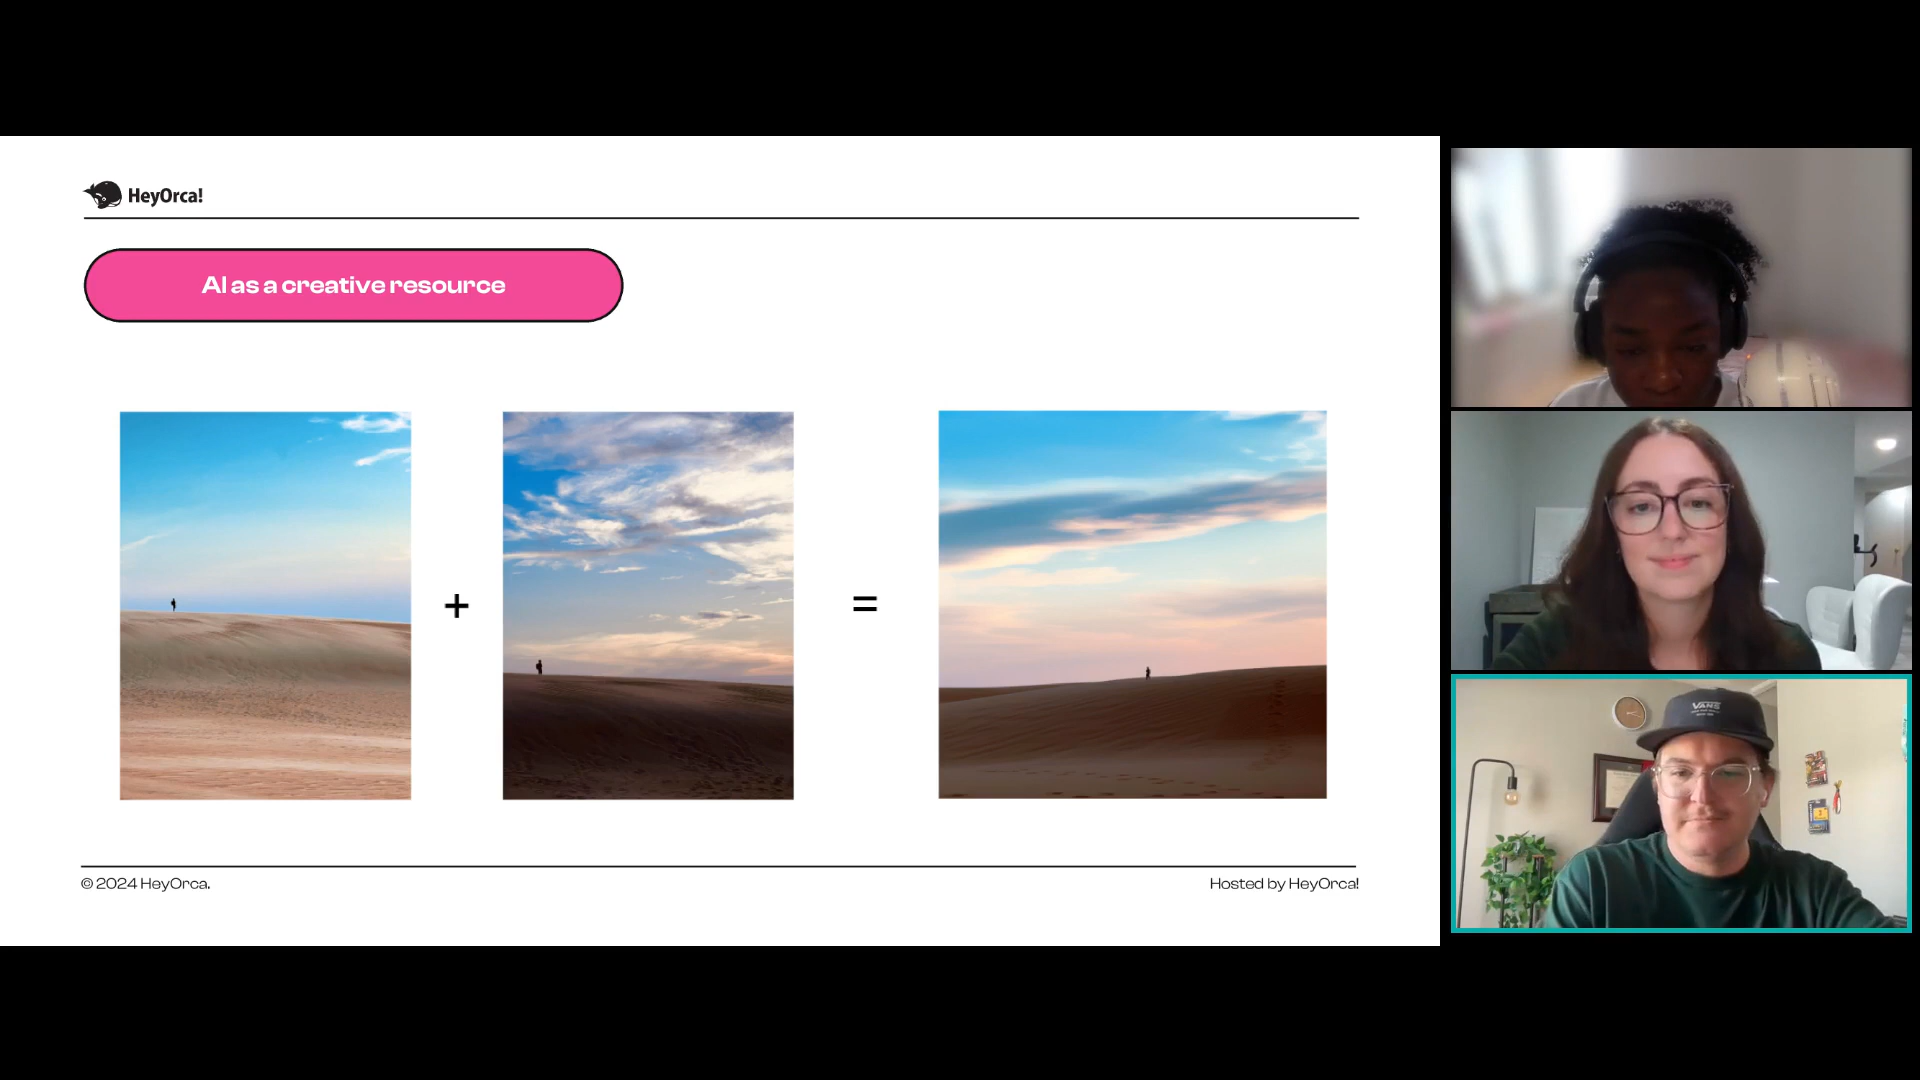 HeyOrca!
AI as a creative resource
+
=
© 2024 HeyOrca.
Hosted by HeyOrca!
VANS